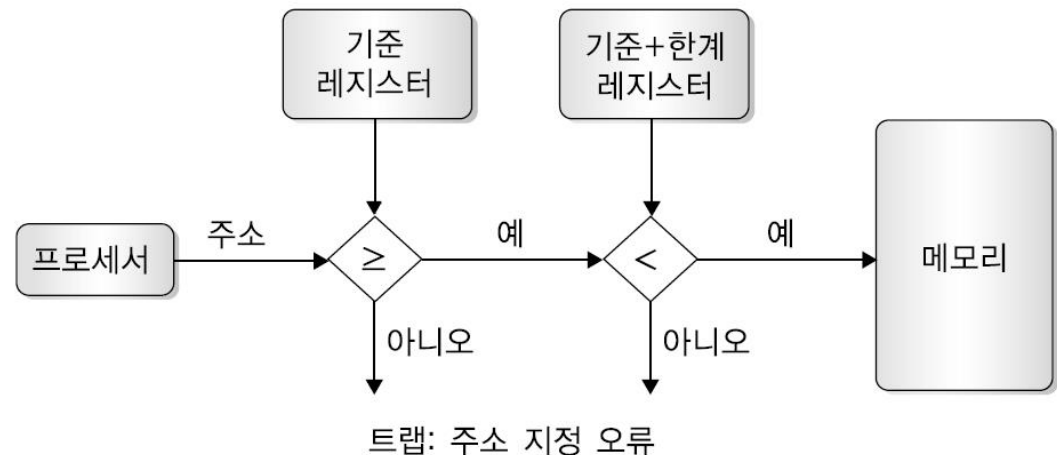 기준
레지스터
기준+한계
레지스터
프로세서
주소
≥
예
<
예
메모리
아니오
아니오
트랩: 주소 지정 오류